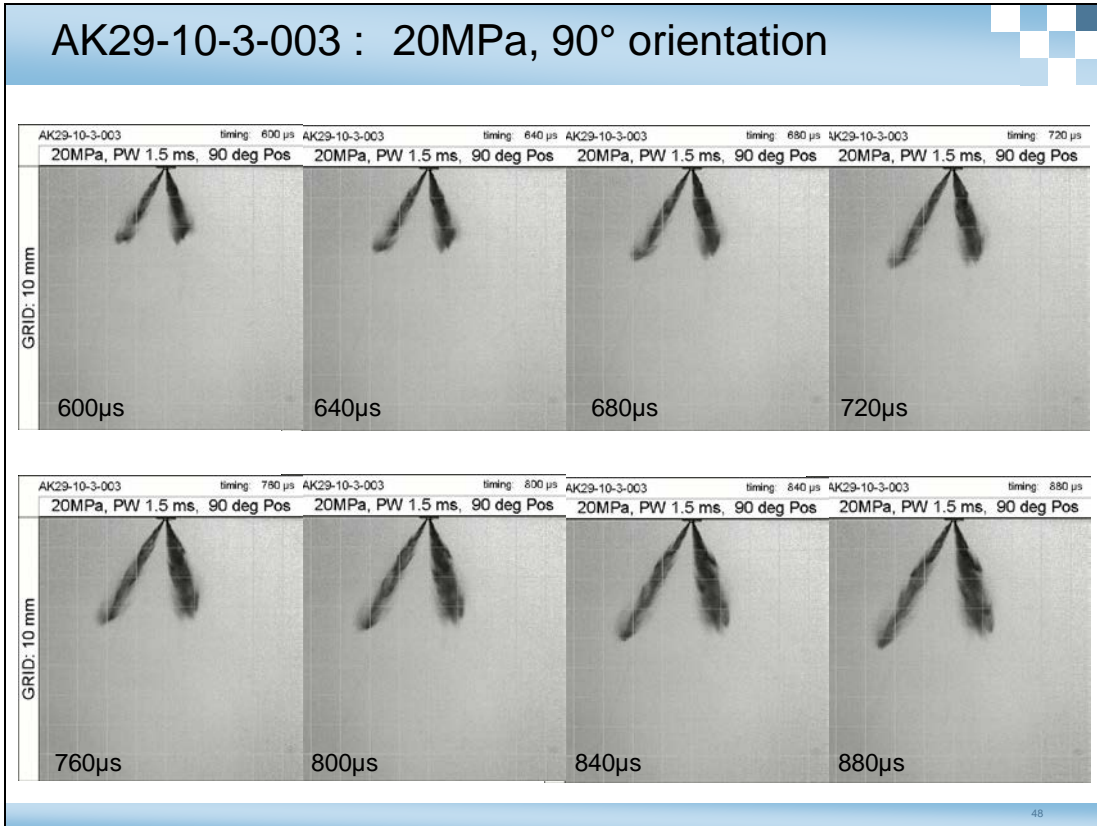 AK29-10-3-003 : 20MPa, 90° orientation
AK29-10-3-003 timing: 600 µs AK29-10-3-003 timing: 640 µs AK29-10-3-003 timing: 680 µs AK29-10-3-003 timing: 720 µs
20MPa, PW 1.5 ms, 90 deg Pos 20MPa, PW 1.5 ms, 90 deg Pos 20MPa, PW 1.5 ms, 90 deg Pos 20MPa, PW 1.5 ms, 90 deg Pos
GRID: 10 mm
600µs 640µs 680µs 720µs
AK29-10-3-003 timing: 760 µs AK29-10-3-003 timing: 800 µs AK29-10-3-003 timing: 840 µs AK29-10-3-003 timing: 880 µs
20MPa, PW 1.5 ms, 90 deg Pos 20MPa, PW 1.5 ms, 90 deg Pos 20MPa, PW 1.5 ms, 90 deg Pos 20MPa, PW 1.5 ms, 90 deg Pos
GRID: 10 mm
760µs 800µs 840µs 880µs
48